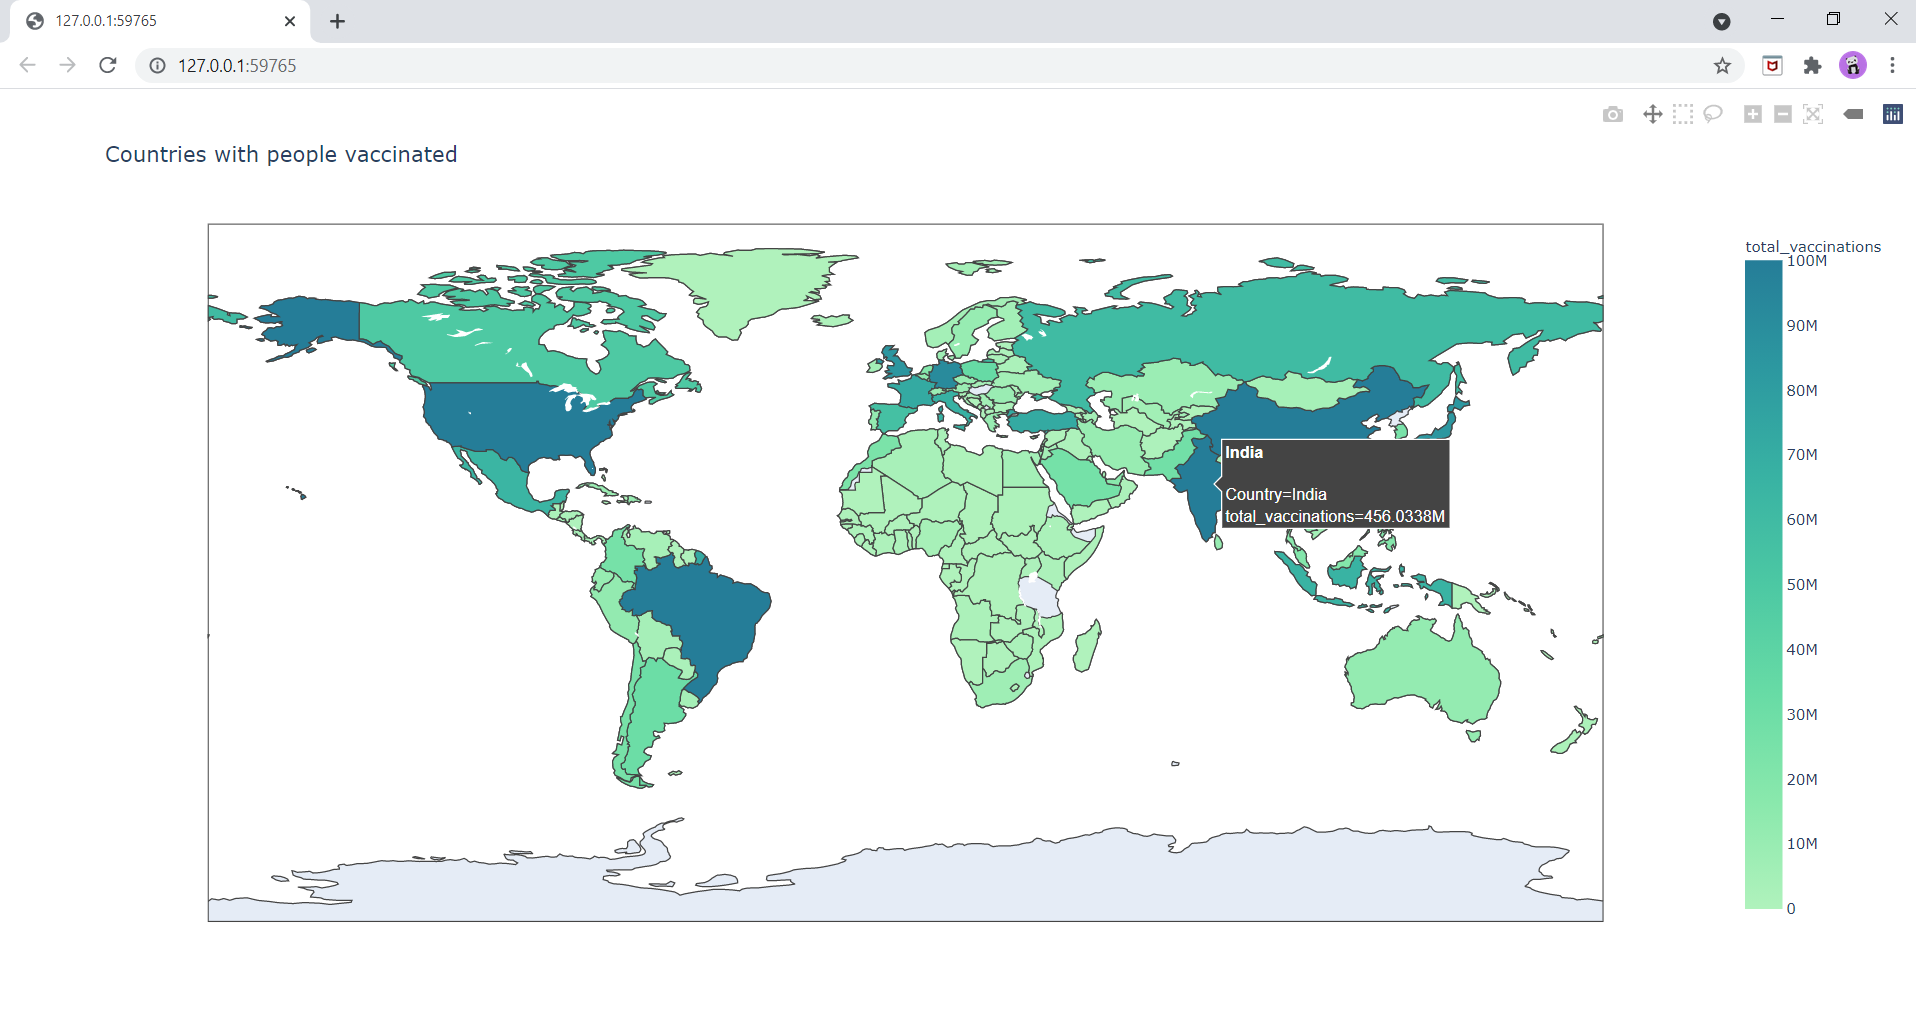 127.0.0.1:59765
127.0.0.1:59765
Countries with people vaccinated
total_vaccinations
100M
90M
80M
70M
60M
50M
40M
30M
20M
10M
0
India
Country=India
total_vaccinations=456.0338M